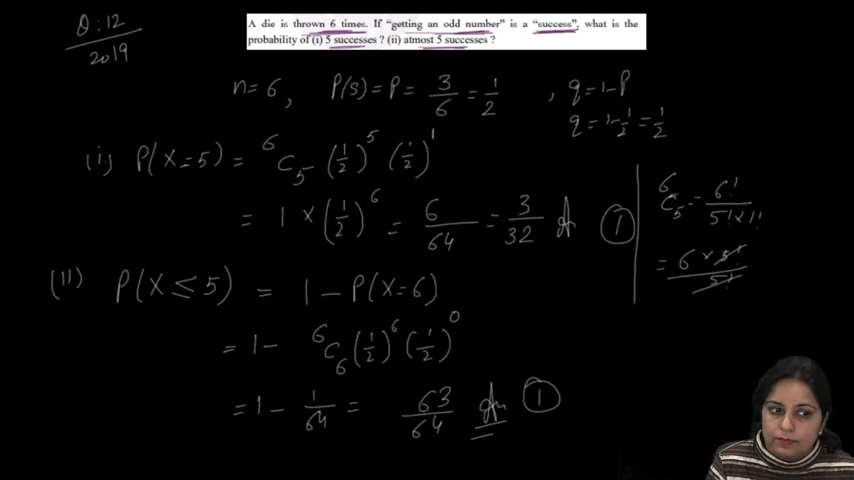 Q:12
2019
A die is thrown 6 times. If "getting an odd number" is a "success", what is the
probability of (i) 5 successes ? (ii) atmost 5 successes ?
n=6, P(s)=P= 3/6 = 1/2 , q=1-P
q=1-1/2=1/2
(i) P(X=5) = ⁶C₅ (1/2)⁵ (1/2)¹
= 1 × (1/2)⁶ = 6/64 = 3/32 A ①
⁶C₅ = 6!/5!×1!
= 6×5!/5!
(ii) P(X≤5) = 1-P(X=6)
= 1- ⁶C₆ (1/2)⁶ (1/2)⁰
= 1- 1/64 = 63/64 An ①